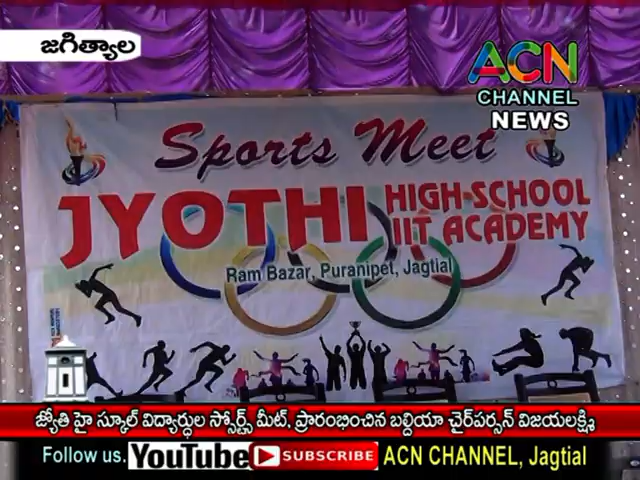 జగిత్యాల
ACN
CHANNEL
NEWS
Sports Meet
JYOTHI HIGH-SCHOOL
IIT ACADEMY
Ram Bazar, Puranipet, Jagtial
జ్యోతి హై స్కూల్ విద్యార్థుల స్పోర్ట్స్ మీట్, ప్రారంభించిన బల్దియా చైర్‌పర్సన్ విజయలక్ష్మి
Follow us. YouTube SUBSCRIBE ACN CHANNEL, Jagtial